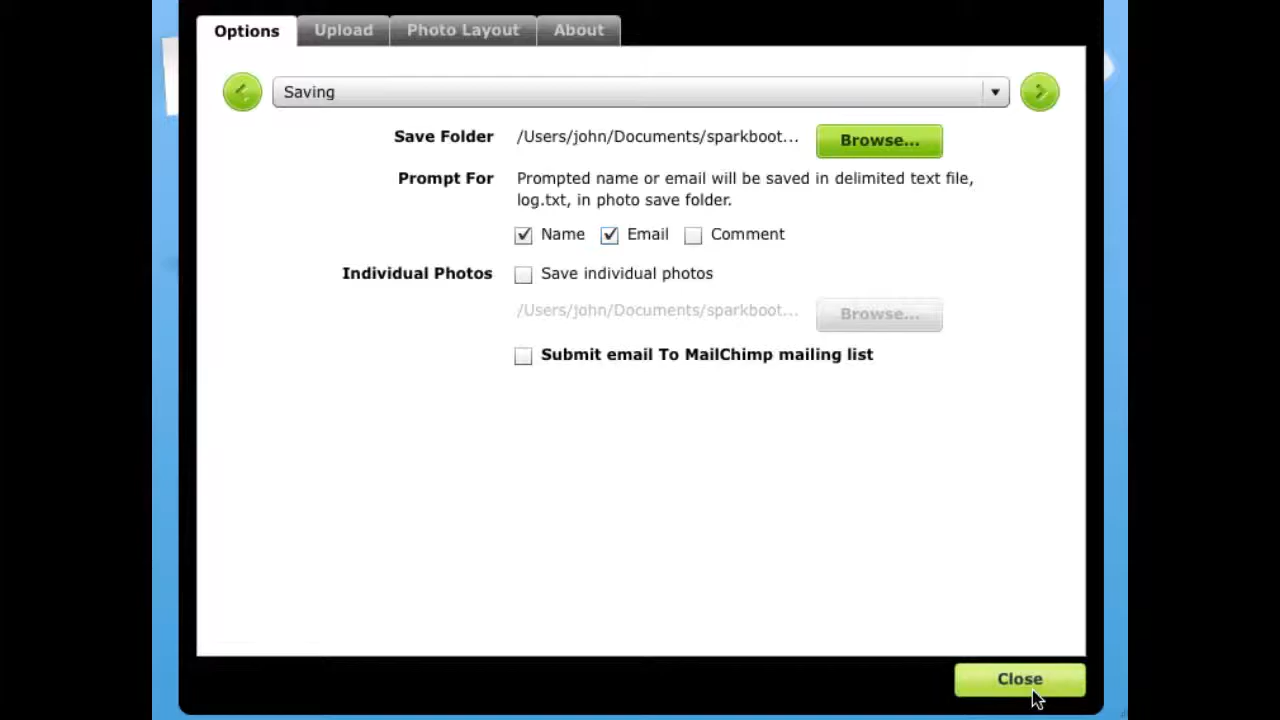 Options Upload Photo Layout About
Saving
Save Folder /Users/john/Documents/sparkboot... Browse...
Prompt For Prompted name or email will be saved in delimited text file,
log.txt, in photo save folder.
Name Email Comment
Individual Photos Save individual photos
/Users/john/Documents/sparkboot... Browse...
Submit email To MailChimp mailing list
Close